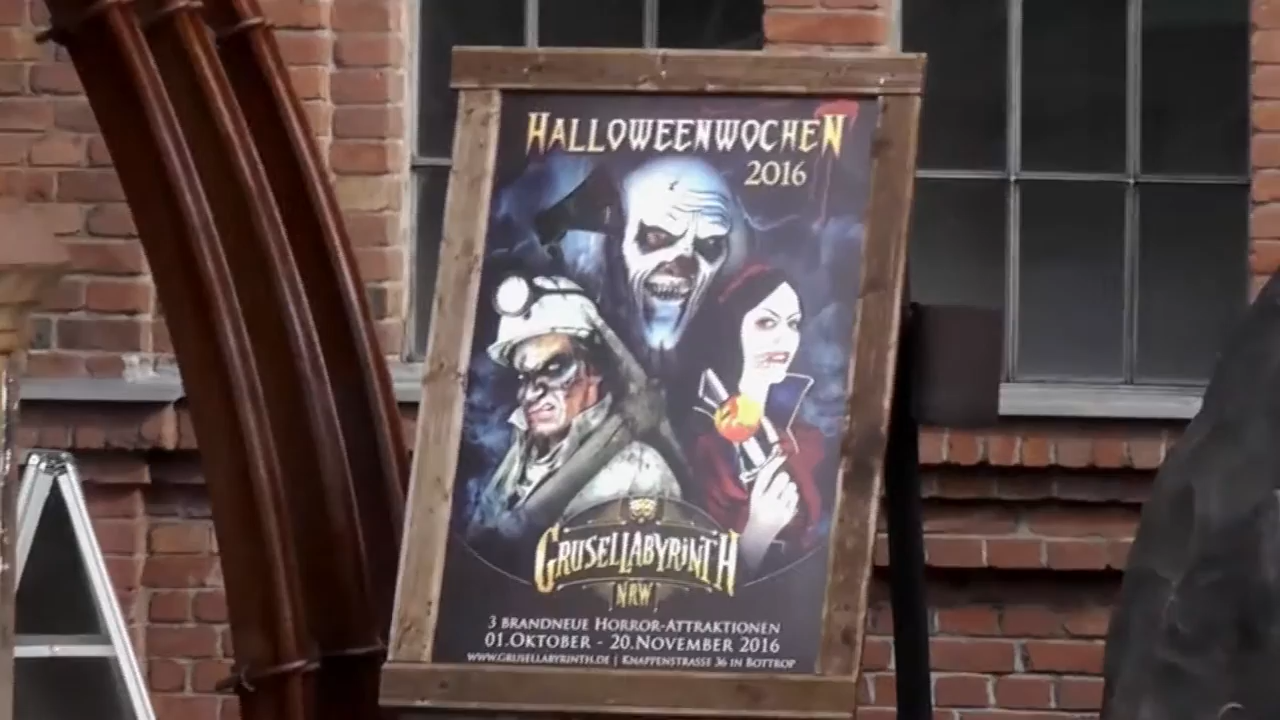 HALLOWEENWOCHEN
2016
GRUSELLABYRINTH
NRW
3 BRANDNEUE HORROR-ATTRAKTIONEN
01.OKTOBER - 20.NOVEMBER 2016
WWW.GRUSELLABYRINTH.DE | KNAPPENSTRASSE 36 IN BOTTROP